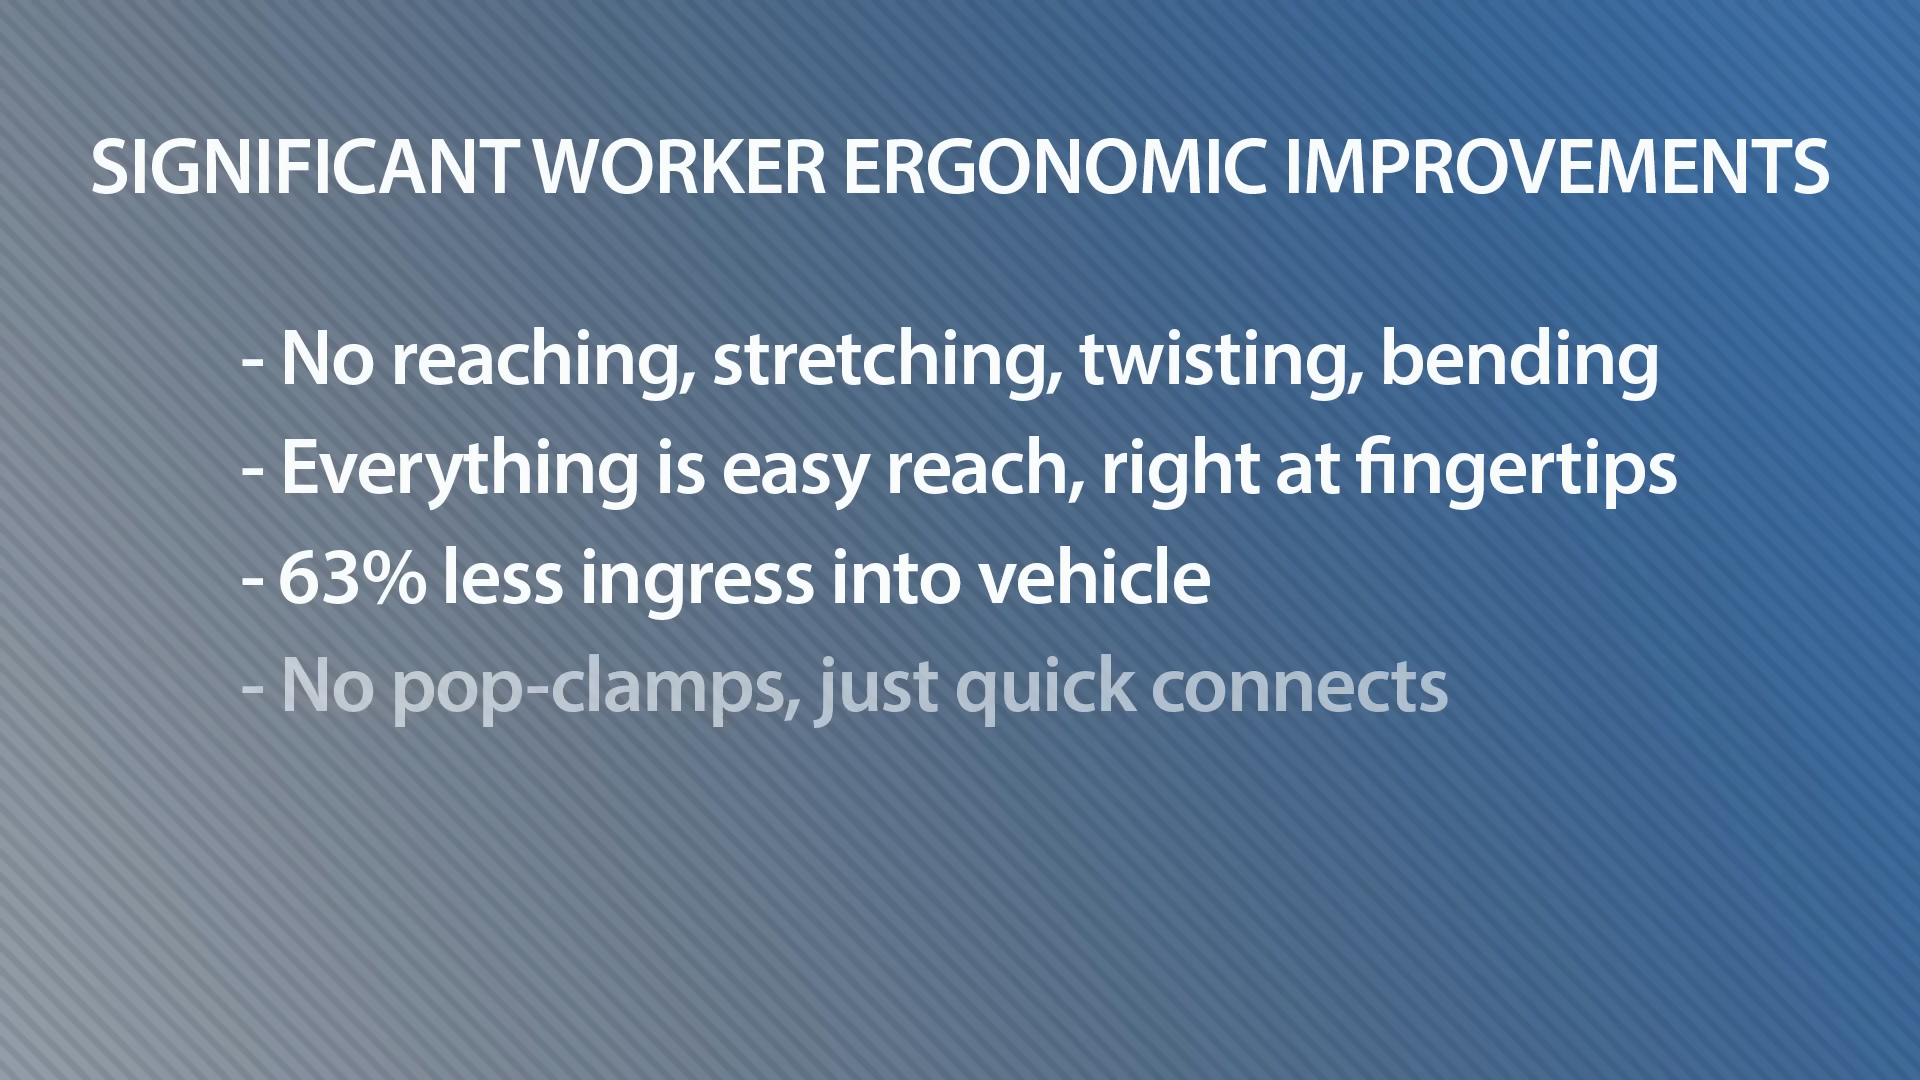 SIGNIFICANT WORKER ERGONOMIC IMPROVEMENTS
- No reaching, stretching, twisting, bending
- Everything is easy reach, right at fingertips
- 63% less ingress into vehicle
- No pop-clamps, just quick connects